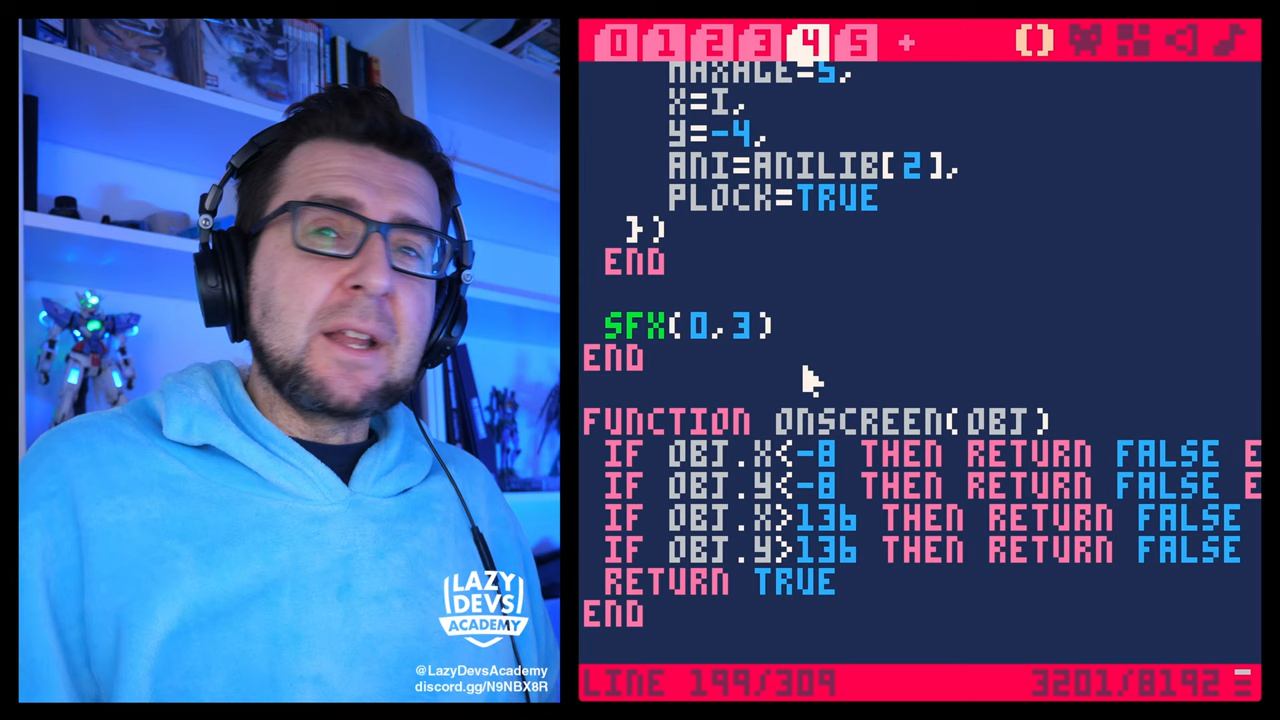 0 1 2 3 4 5 +
MAXAGE=5,
X=I,
Y=-4,
ANI=ANILIB[2],
PLOCK=TRUE
})
END
SFX(0,3)
END
FUNCTION ONSCREEN(OBJ)
IF OBJ.X<-8 THEN RETURN FALSE E
IF OBJ.Y<-8 THEN RETURN FALSE E
IF OBJ.X>136 THEN RETURN FALSE
IF OBJ.Y>136 THEN RETURN FALSE
RETURN TRUE
END
LINE 199/309 3201/8192
LAZY
DEVS
ACADEMY
@LazyDevsAcademy
discord.gg/N9NBX8R